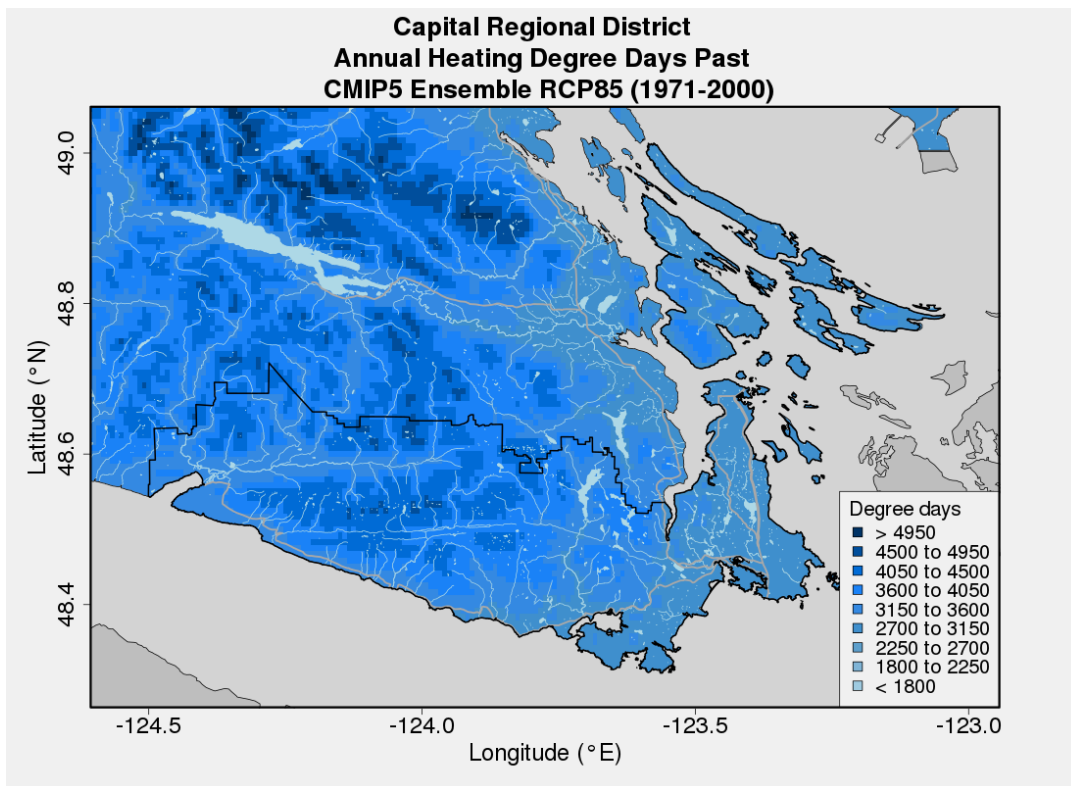 Capital Regional District
Annual Heating Degree Days Past
CMIP5 Ensemble RCP85 (1971-2000)
49.0
48.8
48.6
48.4
Latitude (°N)
Degree days
> 4950
4500 to 4950
4050 to 4500
3600 to 4050
3150 to 3600
2700 to 3150
2250 to 2700
1800 to 2250
< 1800
-124.5
-124.0
-123.5
-123.0
Longitude (°E)